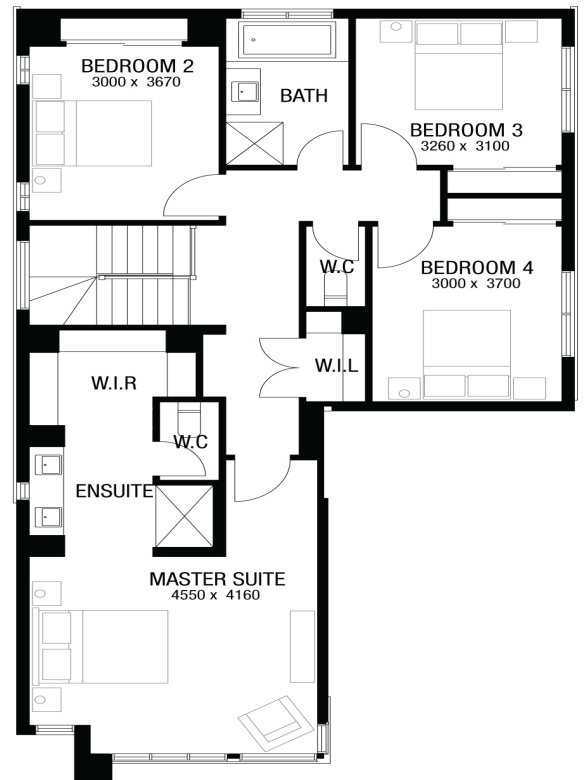 BEDROOM 2
3000 x 3670
BATH
BEDROOM 3
3260 x 3100
W.C
BEDROOM 4
3000 x 3700
W.I.L
W.I.R
W.C
ENSUITE
MASTER SUITE
4550 x 4160